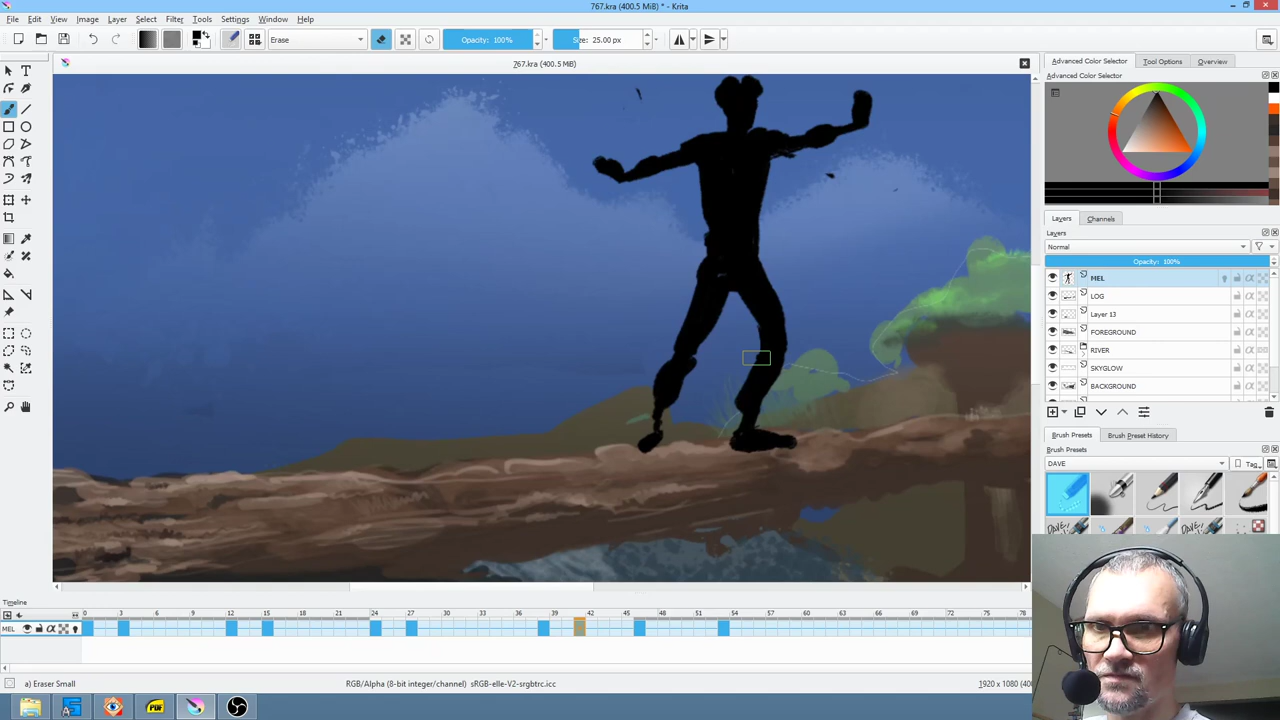 767.kra (400.5 MiB) * - Krita
File Edit View Image Layer Select Filter Tools Settings Window Help
Erase Opacity: 100% Size: 25.00 px
767.kra (400.5 MiB)
Advanced Color Selector Tool Options Overview
Advanced Color Selector
Layers Channels
Layers
Normal
Opacity: 100%
MEL
LOG
Layer 13
FOREGROUND
RIVER
SKYGLOW
BACKGROUND
Brush Presets Brush Preset History
Brush Presets
DAVE Tag
Timeline
0 3 6 9 12 15 18 21 24 27 30 33 36 39 42 45 48 51 54 57 60 63 66 69 72 75 78
MEL
a) Eraser Small RGB/Alpha (8-bit integer/channel) sRGB-elle-V2-srgbtrc.icc 1920 x 1080 (40
PDF